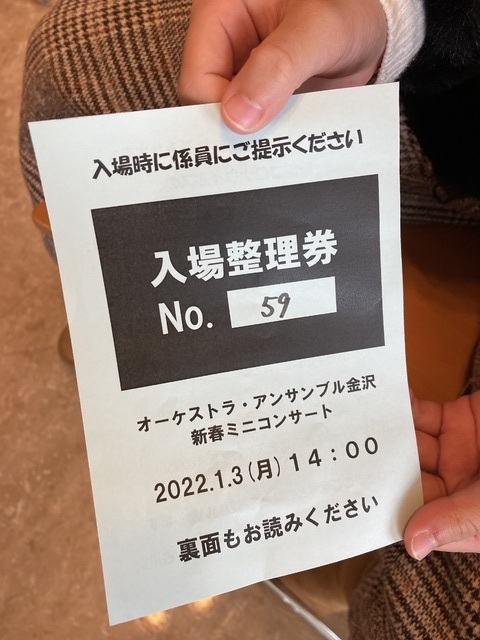 入場時に係員にご提示ください
入場整理券
No. 59
オーケストラ・アンサンブル金沢
新春ミニコンサート
2022.1.3(月)14:00
裏面もお読みください